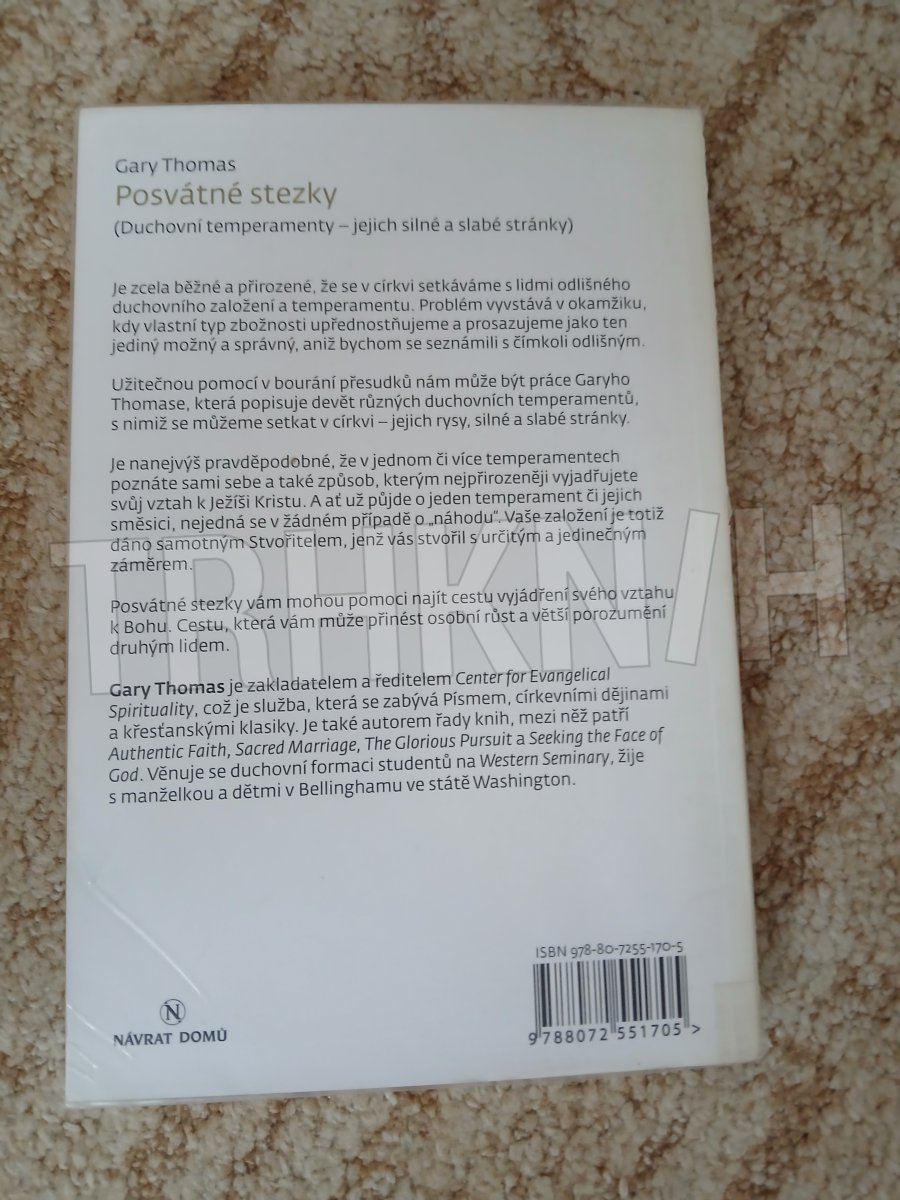 Gary Thomas
Posvátné stezky
(Duchovní temperamenty – jejich silné a slabé stránky)
Je zcela běžné a přirozené, že se v církvi setkáváme s lidmi odlišného
duchovního založení a temperamentu. Problém vyvstává v okamžiku,
kdy vlastní typ zbožnosti upřednostňujeme a prosazujeme jako ten
jediný možný a správný, aniž bychom se seznámili s čímkoli odlišným.
Užitečnou pomocí v bourání přesudků nám může být práce Garyho
Thomase, která popisuje devět různých duchovních temperamentů,
s nimiž se můžeme setkat v církvi – jejich rysy, silné a slabé stránky.
Je nanejvýš pravděpodobné, že v jednom či více temperamentech
poznáte sami sebe a také způsob, kterým nejpřirozeněji vyjadřujete
svůj vztah k Ježíši Kristu. A ať už půjde o jeden temperament či jejich
směsici, nejedná se v žádném případě o „náhodu“. Vaše založení je totiž
dáno samotným Stvořitelem, jenž vás stvořil s určitým a jedinečným
záměrem.
Posvátné stezky vám mohou pomoci najít cestu vyjádření svého vztahu
k Bohu. Cestu, která vám může přinést osobní růst a větší porozumění
druhým lidem.
Gary Thomas je zakladatelem a ředitelem Center for Evangelical
Spirituality, což je služba, která se zabývá Písmem, církevními dějinami
a křesťanskými klasiky. Je také autorem řady knih, mezi něž patří
Authentic Faith, Sacred Marriage, The Glorious Pursuit a Seeking the Face of
God. Věnuje se duchovní formaci studentů na Western Seminary, žije
s manželkou a dětmi v Bellinghamu ve státě Washington.
ISBN 978-80-7255-170-5
9 788072 551705 >
N
NÁVRAT DOMŮ
TRHKNIH